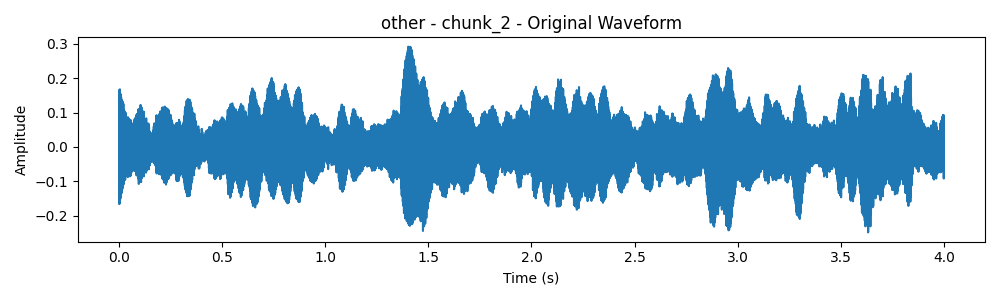 other - chunk_2 - Original Waveform
Amplitude
0.3
0.2
0.1
0.0
−0.1
−0.2
0.0 0.5 1.0 1.5 2.0 2.5 3.0 3.5 4.0
Time (s)